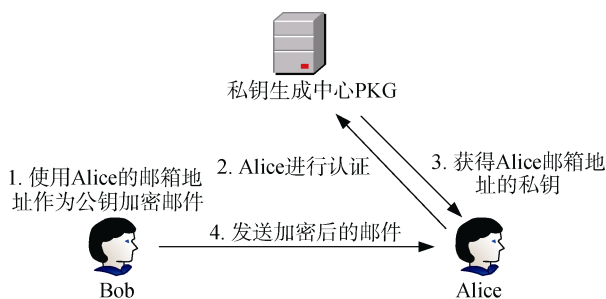 私钥生成中心PKG
1. 使用Alice的邮箱地
址作为公钥加密邮件
2. Alice进行认证
3. 获得Alice邮箱地
址的私钥
4. 发送加密后的邮件
Bob
Alice